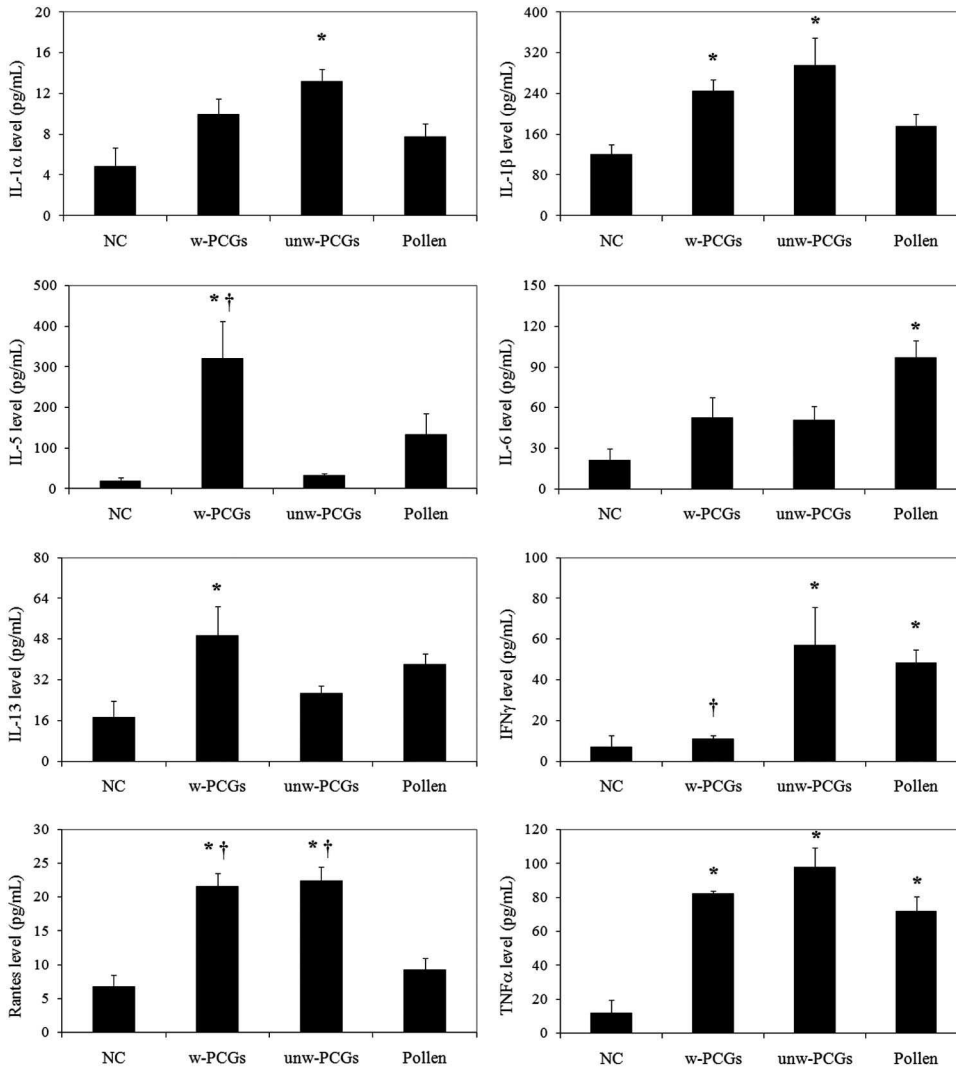 IL-1α level (pg/mL)
20
16
12
8
4
0
*
NC w-PCGs unw-PCGs Pollen
IL-1β level (pg/mL)
400
320
240
160
80
0
* *
NC w-PCGs unw-PCGs Pollen
IL-5 level (pg/mL)
500
400
300
200
100
0
* †
NC w-PCGs unw-PCGs Pollen
IL-6 level (pg/mL)
150
120
90
60
30
0
*
NC w-PCGs unw-PCGs Pollen
IL-13 level (pg/mL)
80
64
48
32
16
0
*
NC w-PCGs unw-PCGs Pollen
IFNγ level (pg/mL)
100
80
60
40
20
0
† * *
NC w-PCGs unw-PCGs Pollen
Rantes level (pg/mL)
30
25
20
15
10
5
0
* † * †
NC w-PCGs unw-PCGs Pollen
TNFα level (pg/mL)
120
100
80
60
40
20
0
* * *
NC w-PCGs unw-PCGs Pollen